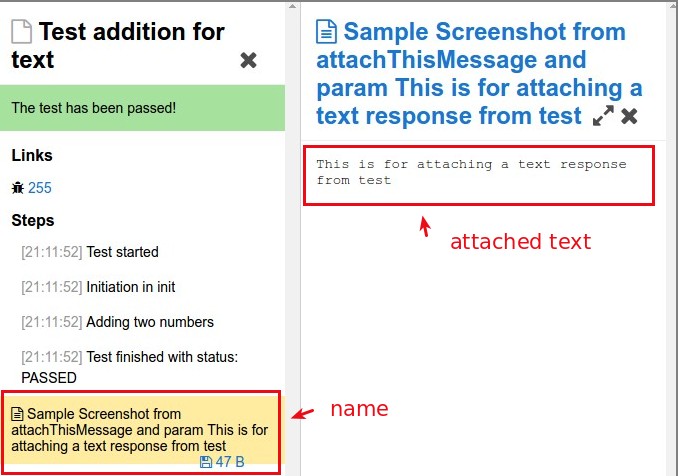 Test addition for
text
The test has been passed!
Links
255
Steps
[21:11:52] Test started
[21:11:52] Initiation in init
[21:11:52] Adding two numbers
[21:11:52] Test finished with status:
PASSED
Sample Screenshot from
attachThisMessage and param This is for
attaching a text response from test
47 B
name
Sample Screenshot from
attachThisMessage and
param This is for attaching a
text response from test
This is for attaching a text response
from test
attached text